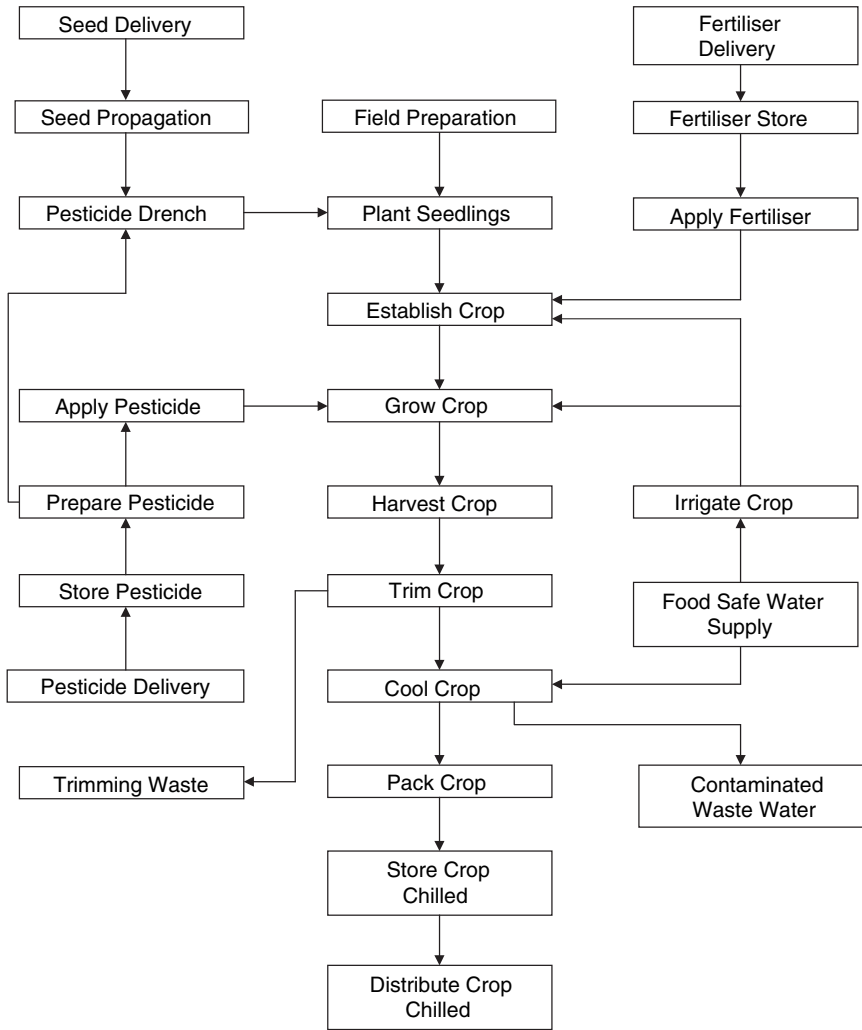 Seed Delivery
Fertiliser
Delivery
Seed Propagation
Field Preparation
Fertiliser Store
Pesticide Drench
Plant Seedlings
Apply Fertiliser
Establish Crop
Apply Pesticide
Grow Crop
Prepare Pesticide
Harvest Crop
Irrigate Crop
Store Pesticide
Trim Crop
Food Safe Water
Supply
Pesticide Delivery
Cool Crop
Trimming Waste
Pack Crop
Contaminated
Waste Water
Store Crop
Chilled
Distribute Crop
Chilled